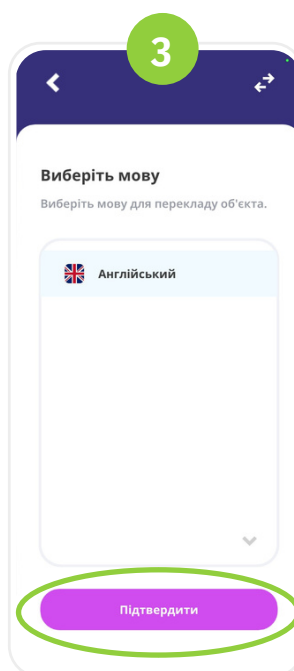 3
Виберіть мову
Виберіть мову для перекладу об'єкта.
Англійський
Підтвердити